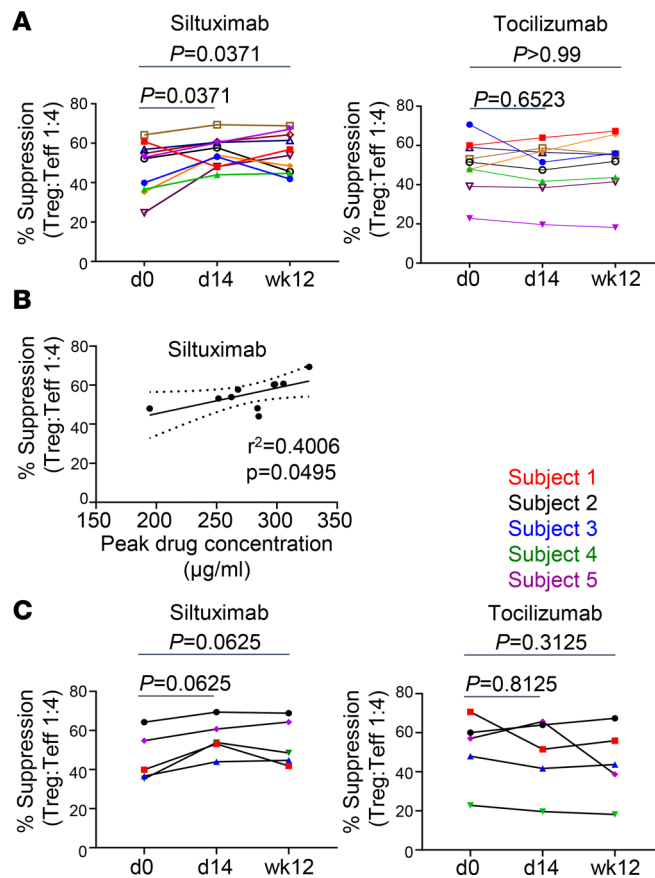 A
Siltuximab
P=0.0371
P=0.0371
% Suppression
(Treg:Teff 1:4)
80
60
40
20
0
d0 d14 wk12
Tocilizumab
P>0.99
P=0.6523
% Suppression
(Treg:Teff 1:4)
80
60
40
20
0
d0 d14 wk12
B
Siltuximab
% Suppression
(Treg:Teff 1:4)
80
60
40
20
0
r²=0.4006
p=0.0495
150 200 250 300 350
Peak drug concentration
(µg/ml)
Subject 1
Subject 2
Subject 3
Subject 4
Subject 5
C
Siltuximab
P=0.0625
P=0.0625
% Suppression
(Treg:Teff 1:4)
80
60
40
20
0
d0 d14 wk12
Tocilizumab
P=0.3125
P=0.8125
% Suppression
(Treg:Teff 1:4)
80
60
40
20
0
d0 d14 wk12